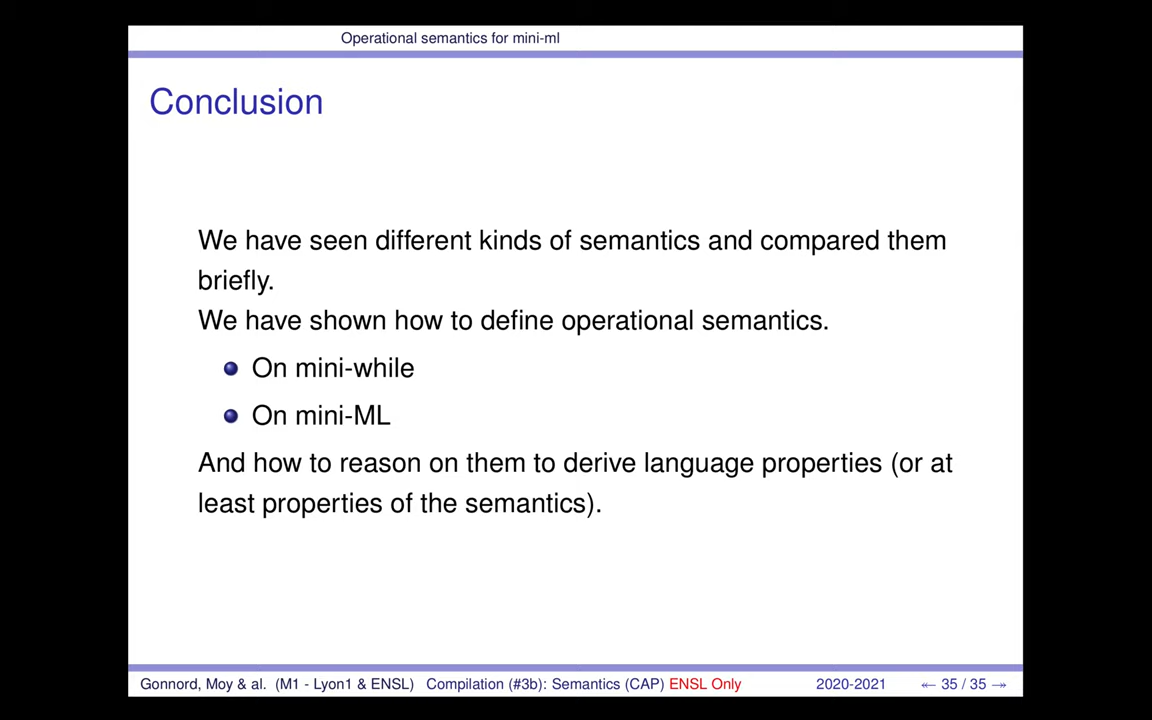 Operational semantics for mini-ml
Conclusion
We have seen different kinds of semantics and compared them
briefly.
We have shown how to define operational semantics.
On mini-while
On mini-ML
And how to reason on them to derive language properties (or at
least properties of the semantics).
Gonnord, Moy & al. (M1 - Lyon1 & ENSL) Compilation (#3b): Semantics (CAP) ENSL Only 2020-2021 ← 35 / 35 →